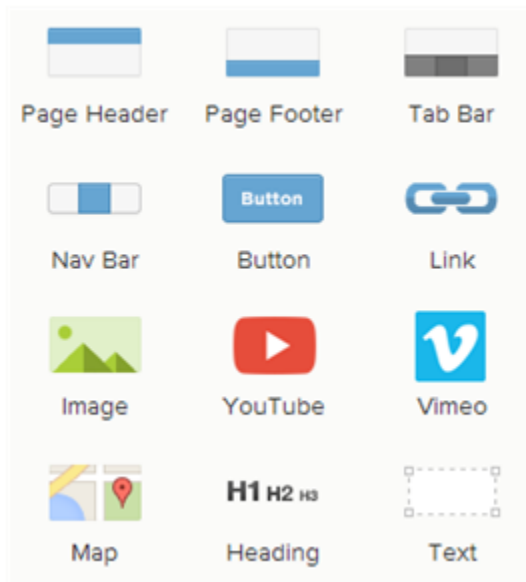 Page Header Page Footer Tab Bar
Button
Nav Bar Button Link
Image YouTube Vimeo
H1 H2 H3
Map Heading Text